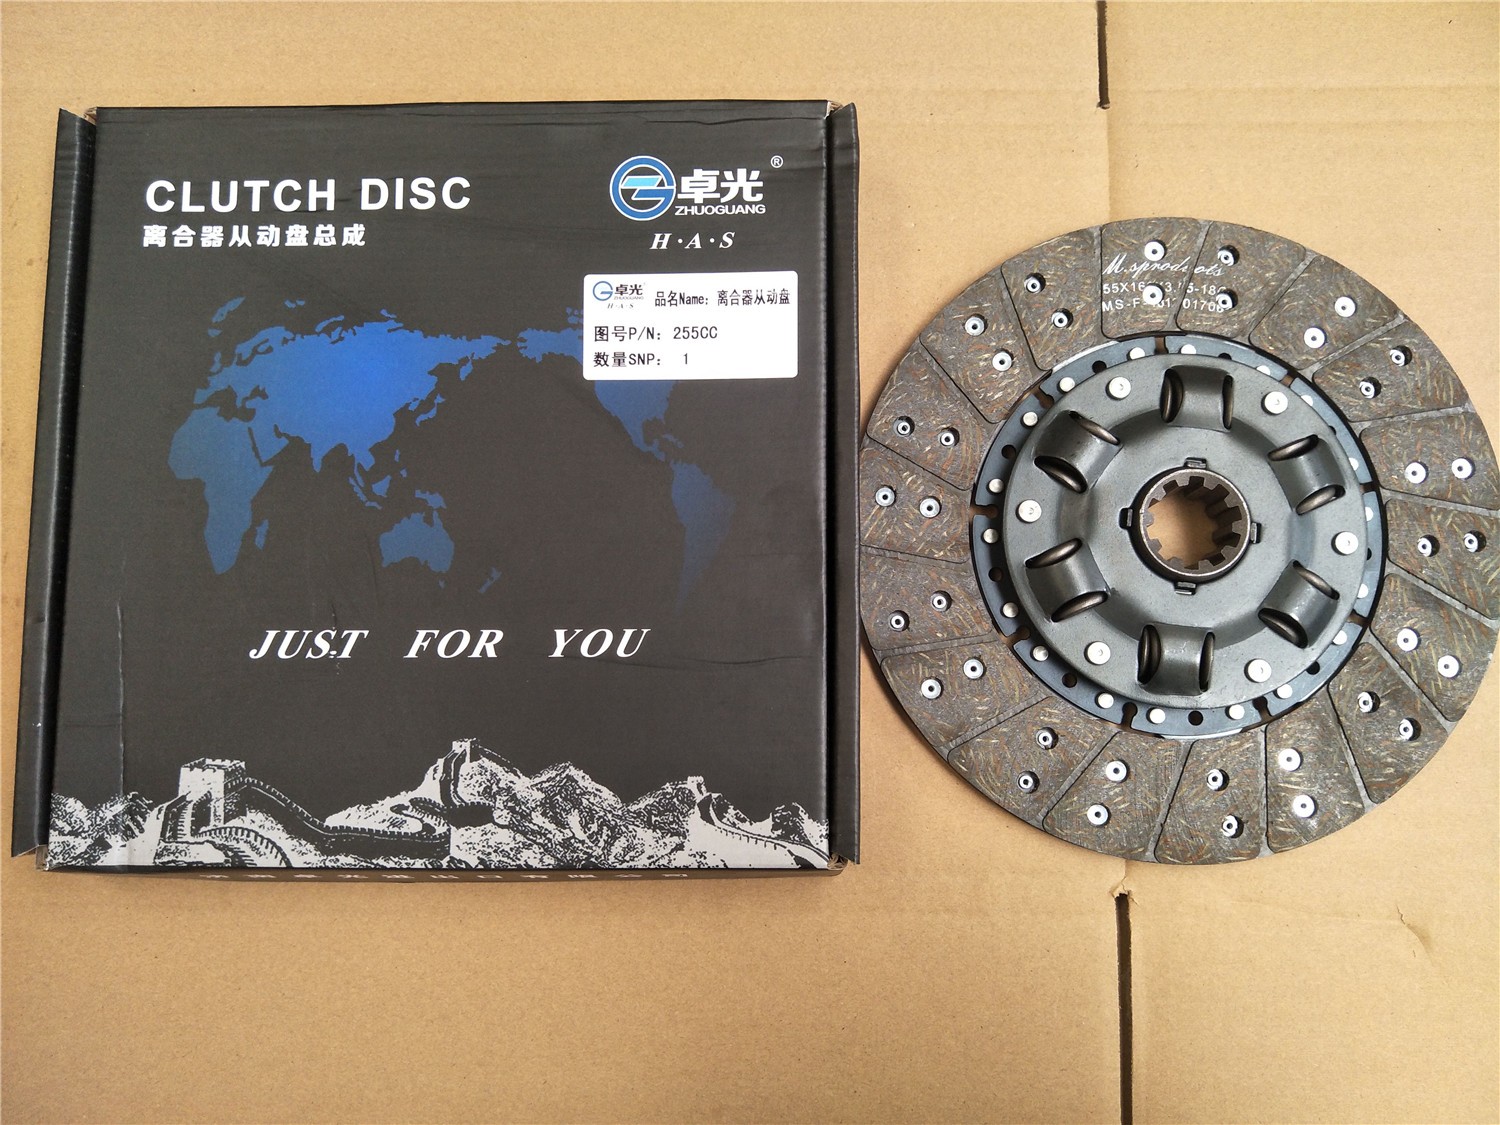 CLUTCH DISC
离合器从动盘总成
卓光 ®
ZHUOGUANG
H·A·S
卓光
ZHUOGUANG
H·A·S
品名Name: 离合器从动盘
图号P/N: 255CC
数量SNP: 1
JUST FOR YOU